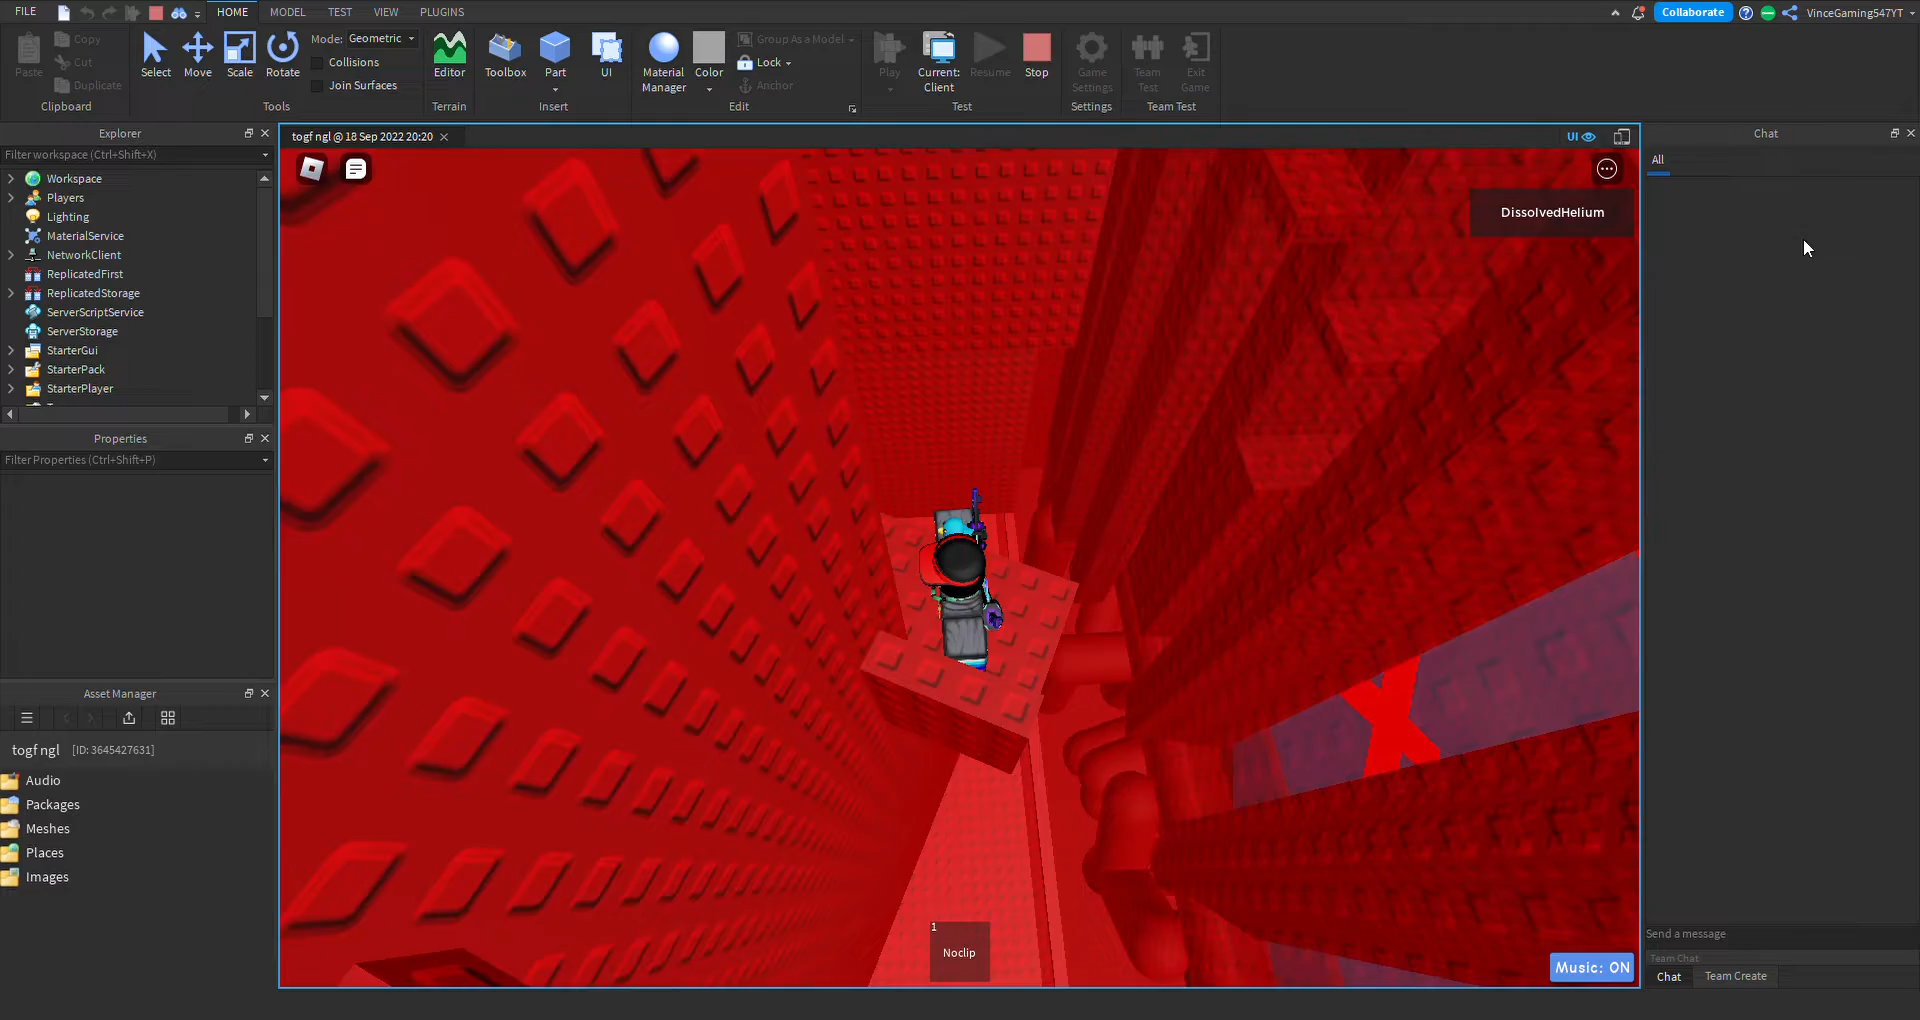 FILE HOME MODEL TEST VIEW PLUGINS Collaborate VinceGaming547YT
Paste Copy Cut Duplicate Clipboard
Select Move Scale Rotate Mode: Geometric Collisions Join Surfaces Tools
Editor Terrain
Toolbox Part UI Insert
Material Manager Color Group As a Model Lock Anchor Edit
Play Current: Client Resume Stop Test
Game Settings Settings
Team Test Exit Game Team Test
Explorer
Filter workspace (Ctrl+Shift+X)
Workspace
Players
Lighting
MaterialService
NetworkClient
ReplicatedFirst
ReplicatedStorage
ServerScriptService
ServerStorage
StarterGui
StarterPack
StarterPlayer
Properties
Filter Properties (Ctrl+Shift+P)
Asset Manager
togf ngl [ID: 3645427631]
Audio
Packages
Meshes
Places
Images
togf ngl @ 18 Sep 2022 20:20
UI
DissolvedHelium
1
Noclip
Music: ON
Chat
All
Send a message
Team Chat
Chat Team Create